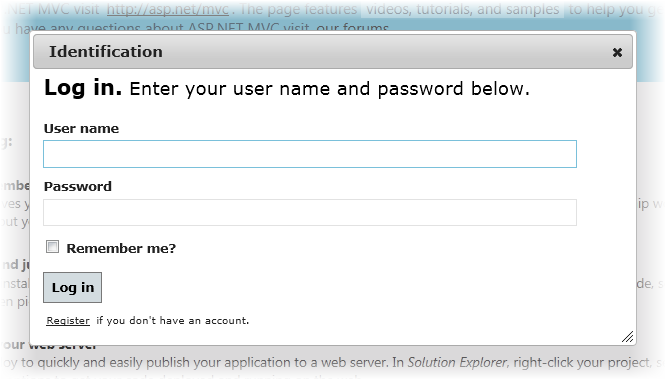 .NET MVC visit http://asp.net/mvc. The page features videos, tutorials, and samples to help you g
u have any questions about ASP.NET MVC visit our forums.
Identification
Log in. Enter your user name and password below.
User name
Password
Remember me?
Log in
Register if you don't have an account.
your web server
oy to quickly and easily publish your application to a web server. In Solution Explorer, right-click your project, s